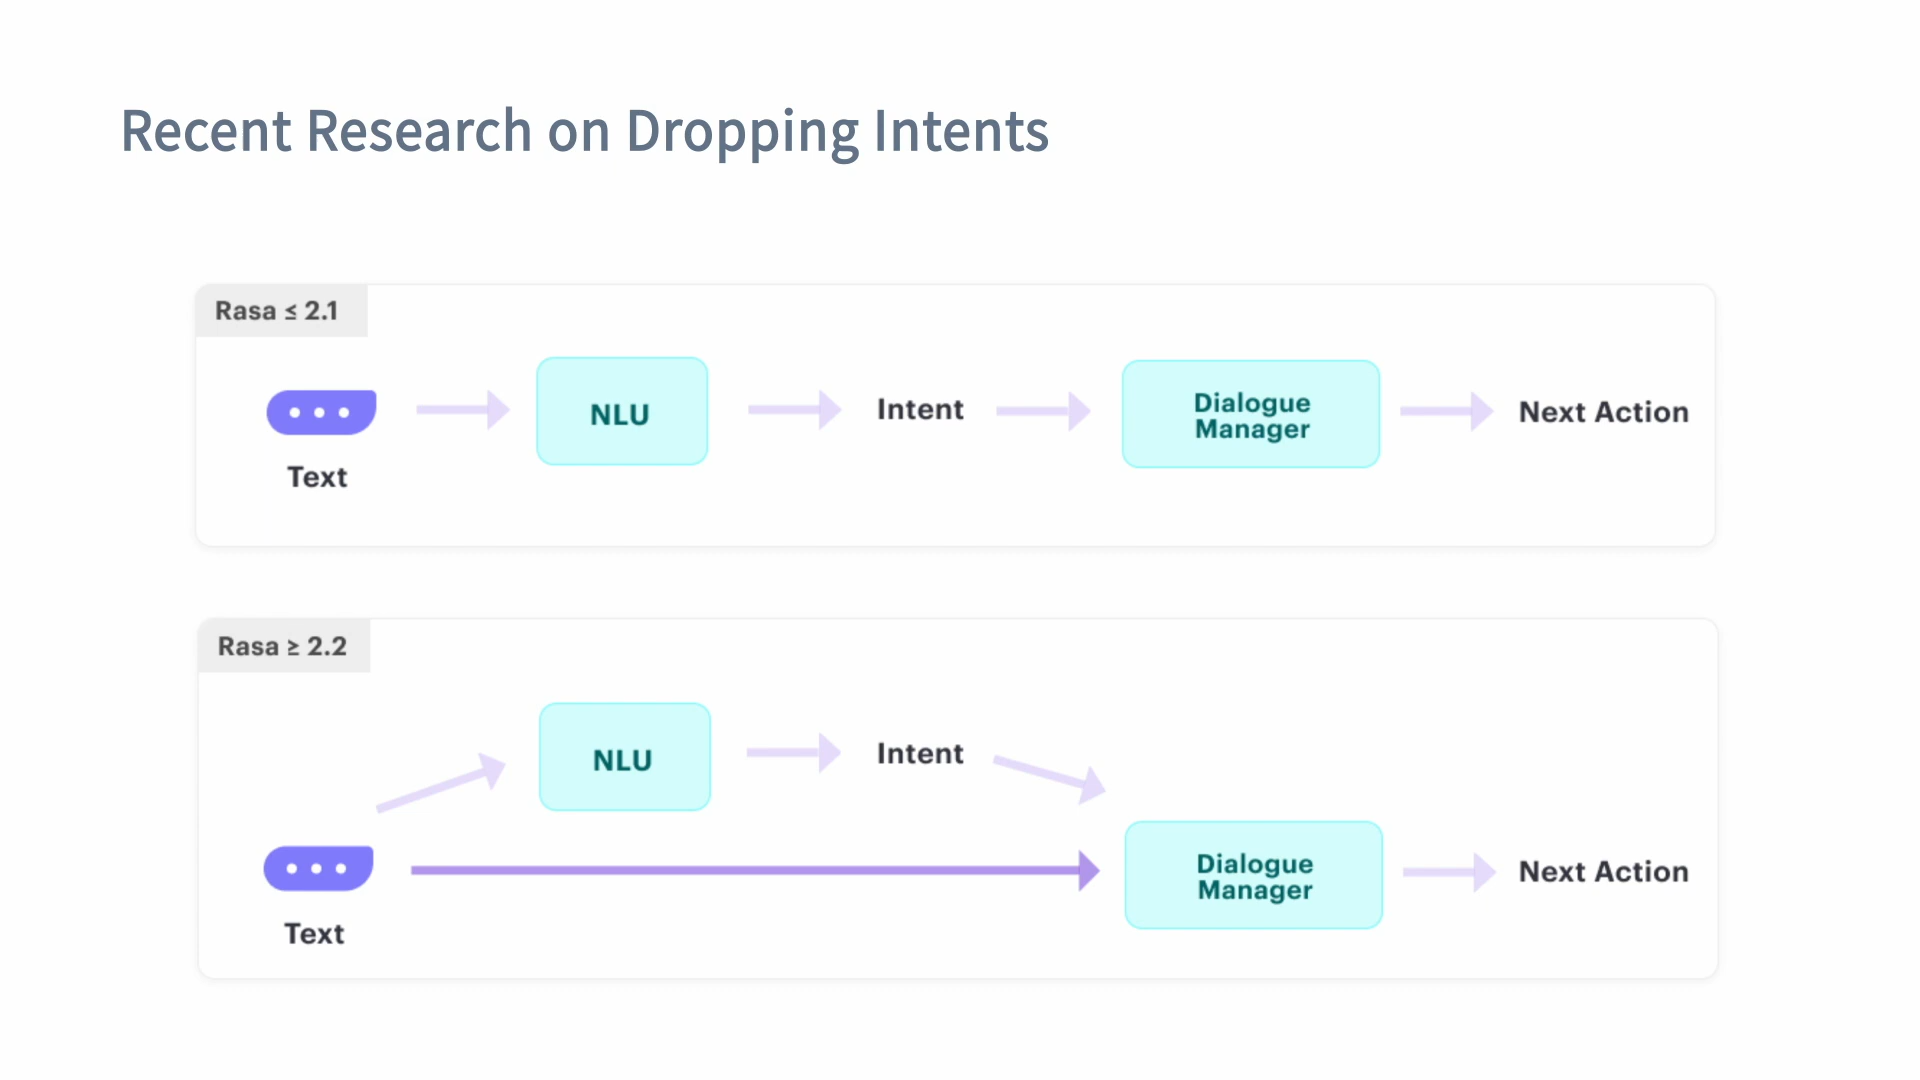 Recent Research on Dropping Intents
Rasa ≤ 2.1
Text
NLU
Intent
Dialogue
Manager
Next Action
Rasa ≥ 2.2
Text
NLU
Intent
Dialogue
Manager
Next Action